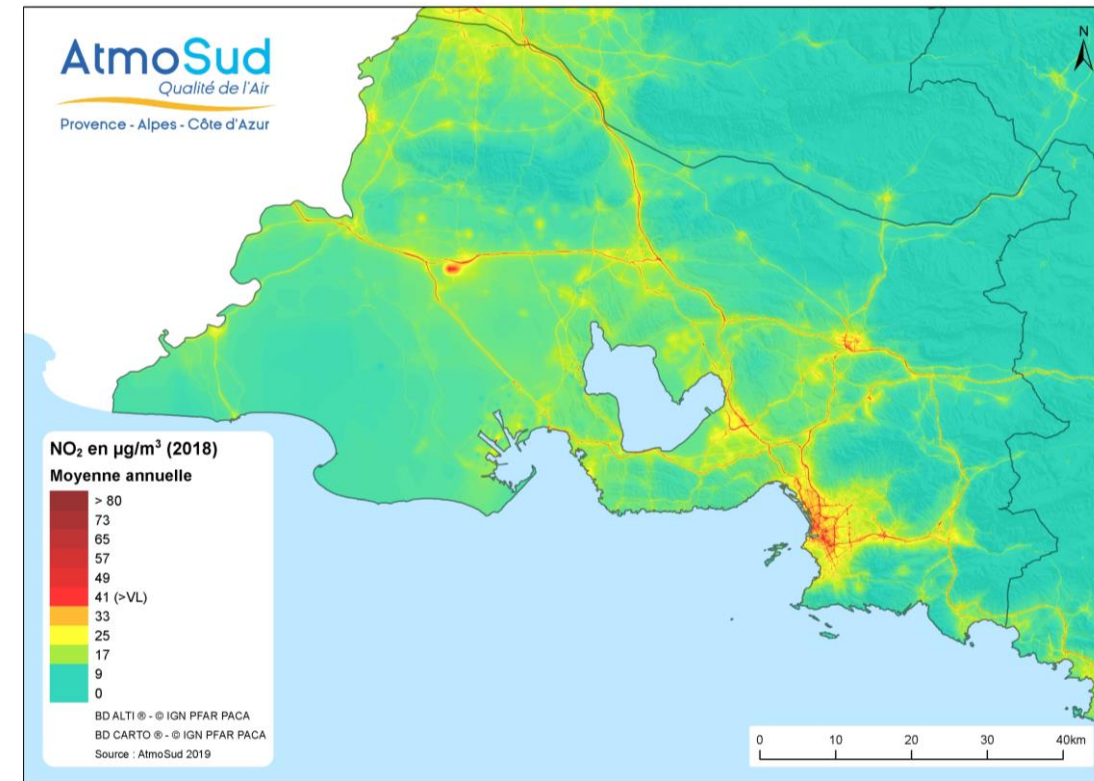 AtmoSud
Qualité de l'Air
Provence - Alpes - Côte d'Azur
N
NO₂ en µg/m³ (2018)
Moyenne annuelle
> 80
73
65
57
49
41 (>VL)
33
25
17
9
0
BD ALTI ® - © IGN PFAR PACA
BD CARTO ® - © IGN PFAR PACA
Source : AtmoSud 2019
0 10 20 30 40km